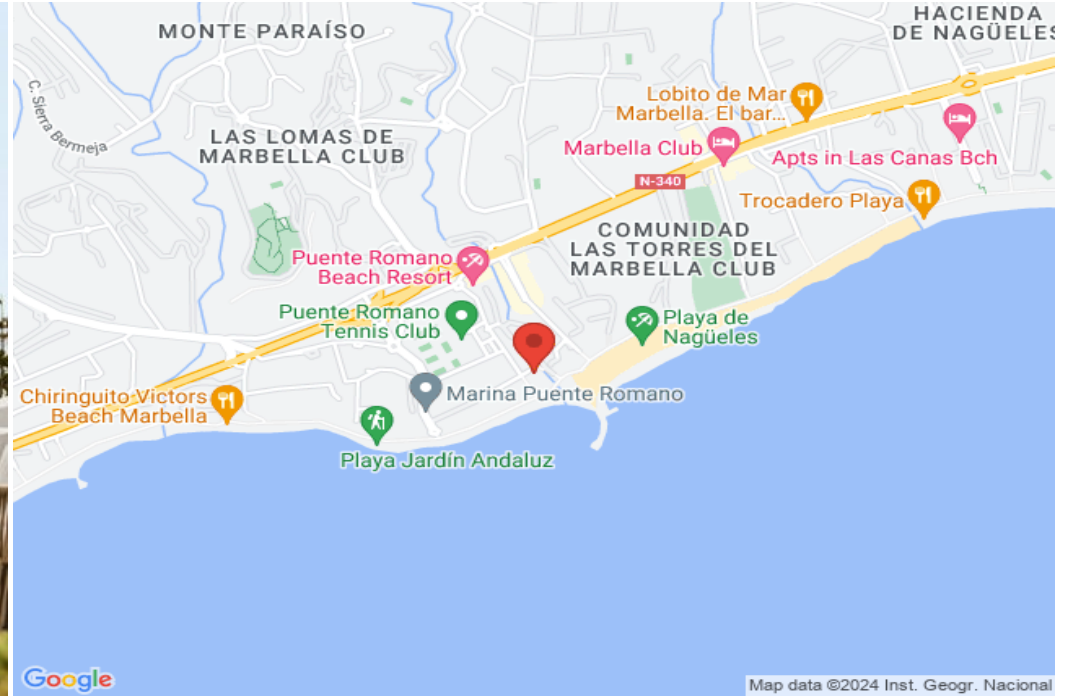 MONTE PARAÍSO
HACIENDA
DE NAGÜELES
C. Sierra Bermeja
Lobito de Mar
Marbella. El bar...
LAS LOMAS DE
MARBELLA CLUB
Marbella Club
Apts in Las Canas Bch
N-340
Trocadero Playa
COMUNIDAD
LAS TORRES DEL
MARBELLA CLUB
Puente Romano
Beach Resort
Puente Romano
Tennis Club
Playa de
Nagüeles
Chiringuito Victors
Beach Marbella
Marina Puente Romano
Playa Jardín Andaluz
Google
Map data ©2024 Inst. Geogr. Nacional